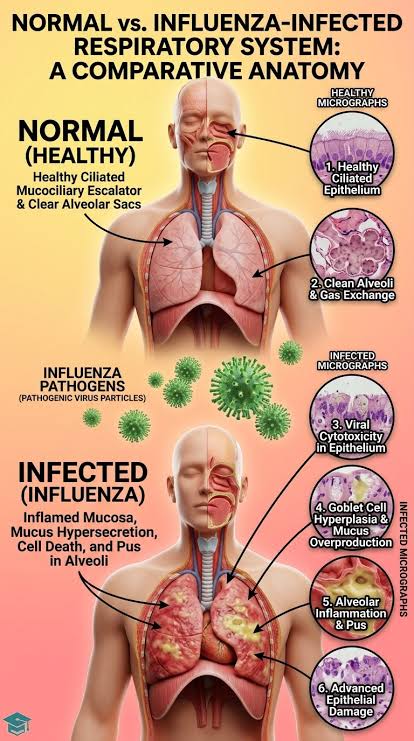 NORMAL vs. INFLUENZA-INFECTED
RESPIRATORY SYSTEM:
A COMPARATIVE ANATOMY
NORMAL
(HEALTHY)
Healthy Ciliated
Mucociliary Escalator
& Clear Alveolar Sacs
HEALTHY
MICROGRAPHS
1. Healthy
Ciliated
Epithelium
2. Clean Alveoli
& Gas Exchange
INFLUENZA
PATHOGENS
(PATHOGENIC VIRUS PARTICLES)
INFECTED
MICROGRAPHS
3. Viral
Cytotoxicity
in Epithelium
INFECTED
(INFLUENZA)
Inflamed Mucosa,
Mucus Hypersecretion,
Cell Death, and Pus
in Alveoli
4. Goblet Cell
Hyperplasia &
Mucus
Overproduction
5. Alveolar
Inflammation
& Pus
6. Advanced
Epithelial
Damage
INFECTED MICROGRAPHS